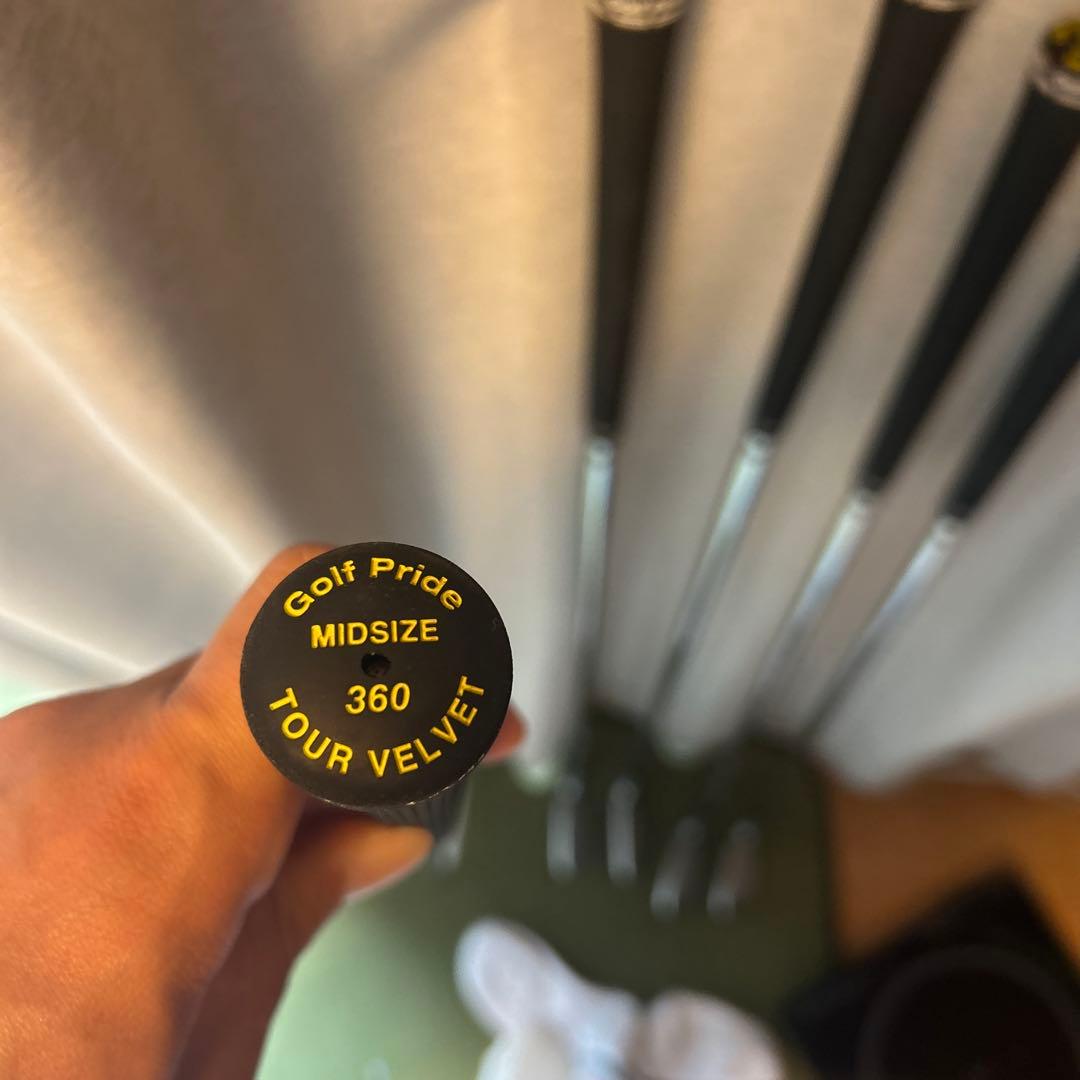 Golf Pride
MIDSIZE
360
TOUR VELVET